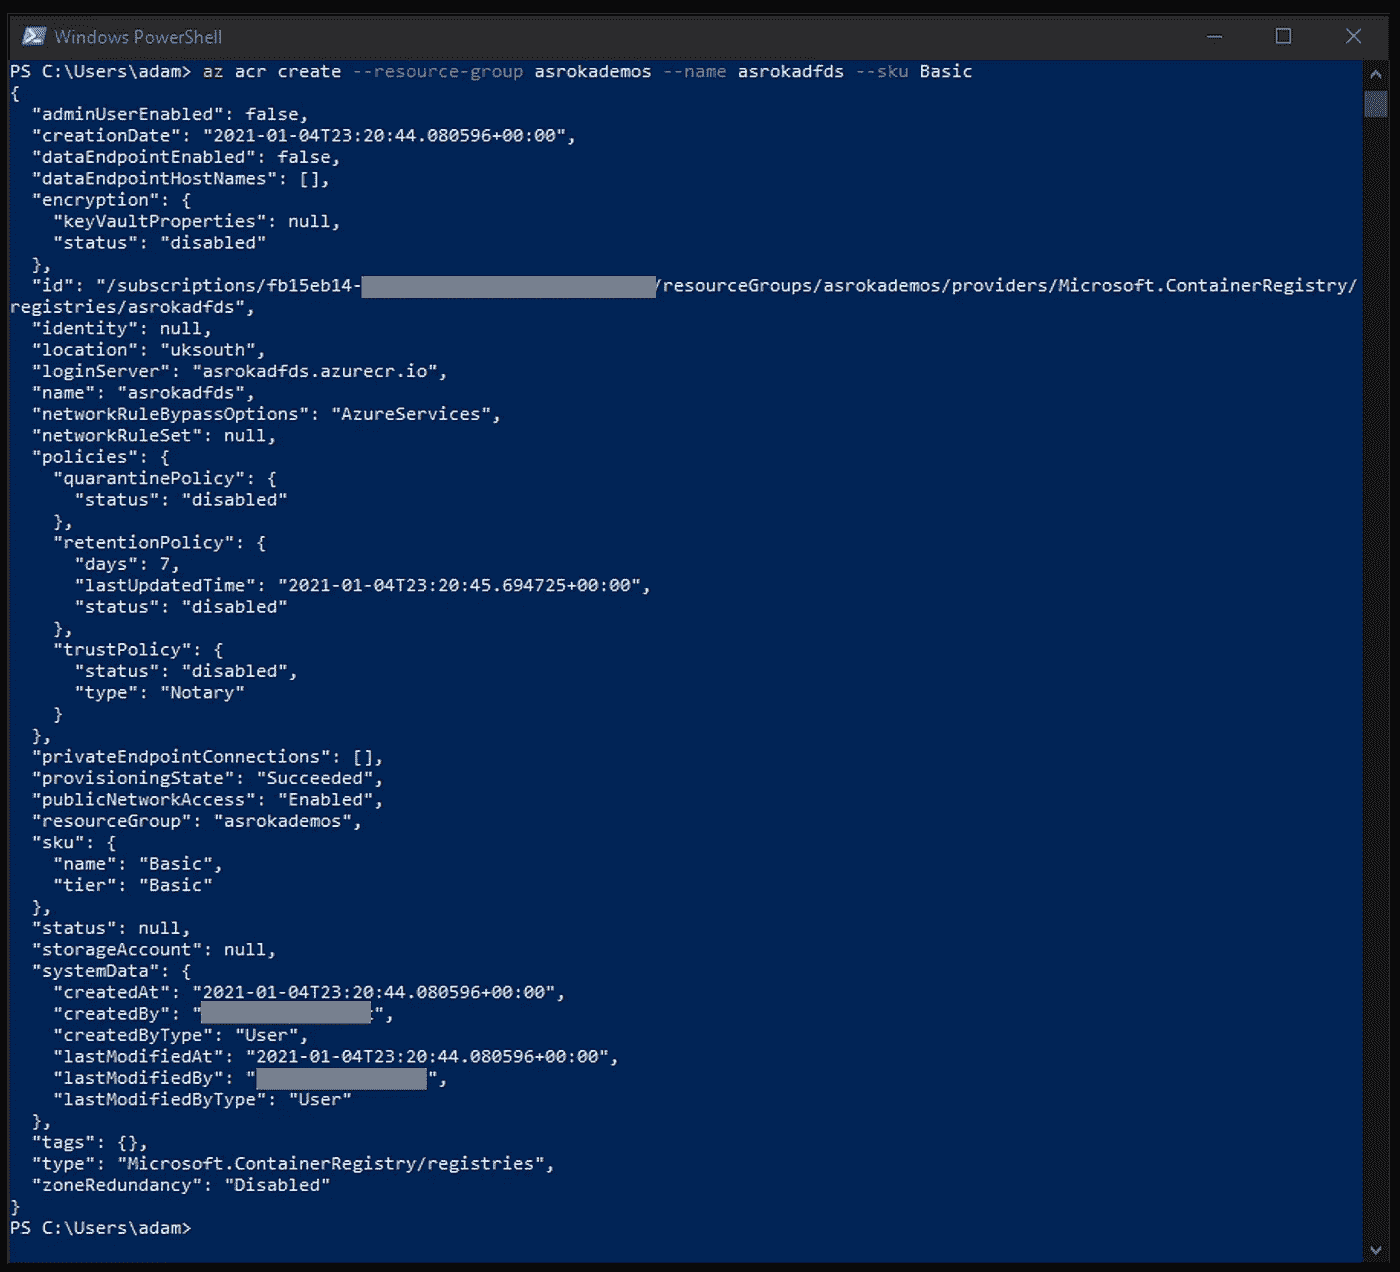 Windows PowerShell
PS C:\Users\adam> az acr create --resource-group asrokademos --name asrokadfds --sku Basic
{
  "adminUserEnabled": false,
  "creationDate": "2021-01-04T23:20:44.080596+00:00",
  "dataEndpointEnabled": false,
  "dataEndpointHostNames": [],
  "encryption": {
    "keyVaultProperties": null,
    "status": "disabled"
  },
  "id": "/subscriptions/fb15eb14-/resourceGroups/asrokademos/providers/Microsoft.ContainerRegistry/
registries/asrokadfds",
  "identity": null,
  "location": "uksouth",
  "loginServer": "asrokadfds.azurecr.io",
  "name": "asrokadfds",
  "networkRuleBypassOptions": "AzureServices",
  "networkRuleSet": null,
  "policies": {
    "quarantinePolicy": {
      "status": "disabled"
    },
    "retentionPolicy": {
      "days": 7,
      "lastUpdatedTime": "2021-01-04T23:20:45.694725+00:00",
      "status": "disabled"
    },
    "trustPolicy": {
      "status": "disabled",
      "type": "Notary"
    }
  },
  "privateEndpointConnections": [],
  "provisioningState": "Succeeded",
  "publicNetworkAccess": "Enabled",
  "resourceGroup": "asrokademos",
  "sku": {
    "name": "Basic",
    "tier": "Basic"
  },
  "status": null,
  "storageAccount": null,
  "systemData": {
    "createdAt": "2021-01-04T23:20:44.080596+00:00",
    "createdBy": "",
    "createdByType": "User",
    "lastModifiedAt": "2021-01-04T23:20:44.080596+00:00",
    "lastModifiedBy": "",
    "lastModifiedByType": "User"
  },
  "tags": {},
  "type": "Microsoft.ContainerRegistry/registries",
  "zoneRedundancy": "Disabled"
}
PS C:\Users\adam>